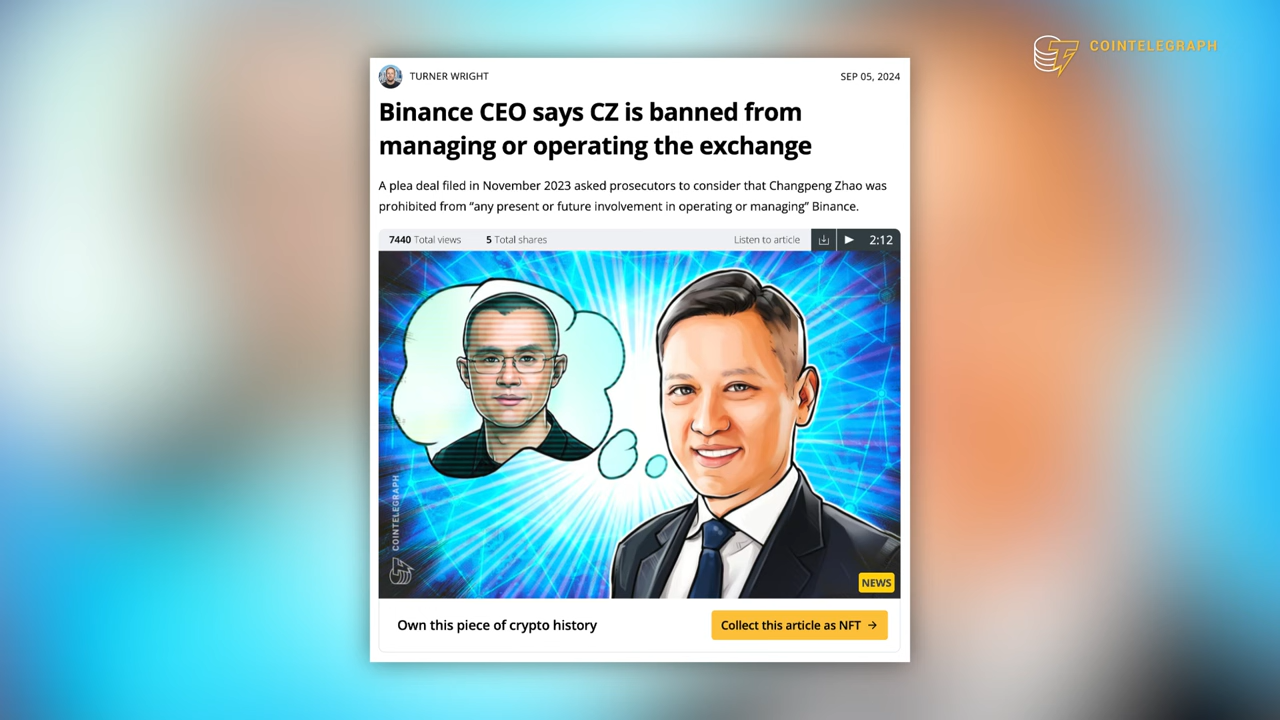 COINTELEGRAPH
TURNER WRIGHT
SEP 05, 2024
Binance CEO says CZ is banned from
managing or operating the exchange
A plea deal filed in November 2023 asked prosecutors to consider that Changpeng Zhao was
prohibited from “any present or future involvement in operating or managing” Binance.
7440 Total views 5 Total shares Listen to article 2:12
COINTELEGRAPH
NEWS
Own this piece of crypto history
Collect this article as NFT →